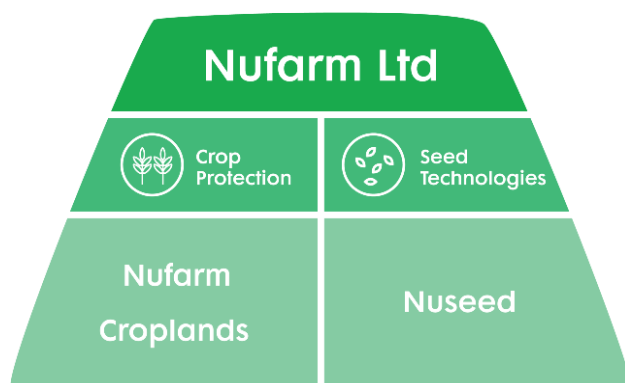 Nufarm Ltd
Crop
Protection
Seed
Technologies
Nufarm
Croplands
Nuseed